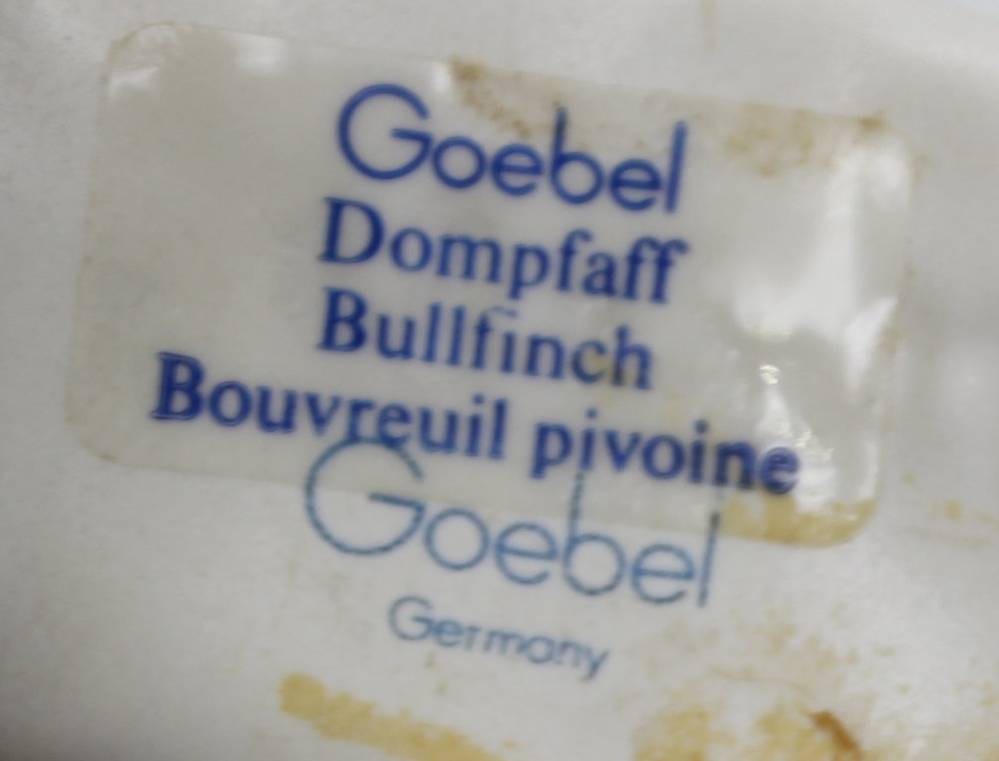 Goebel
Dompfaff
Bullfinch
Bouvreuil pivoine
Goebel
Germany